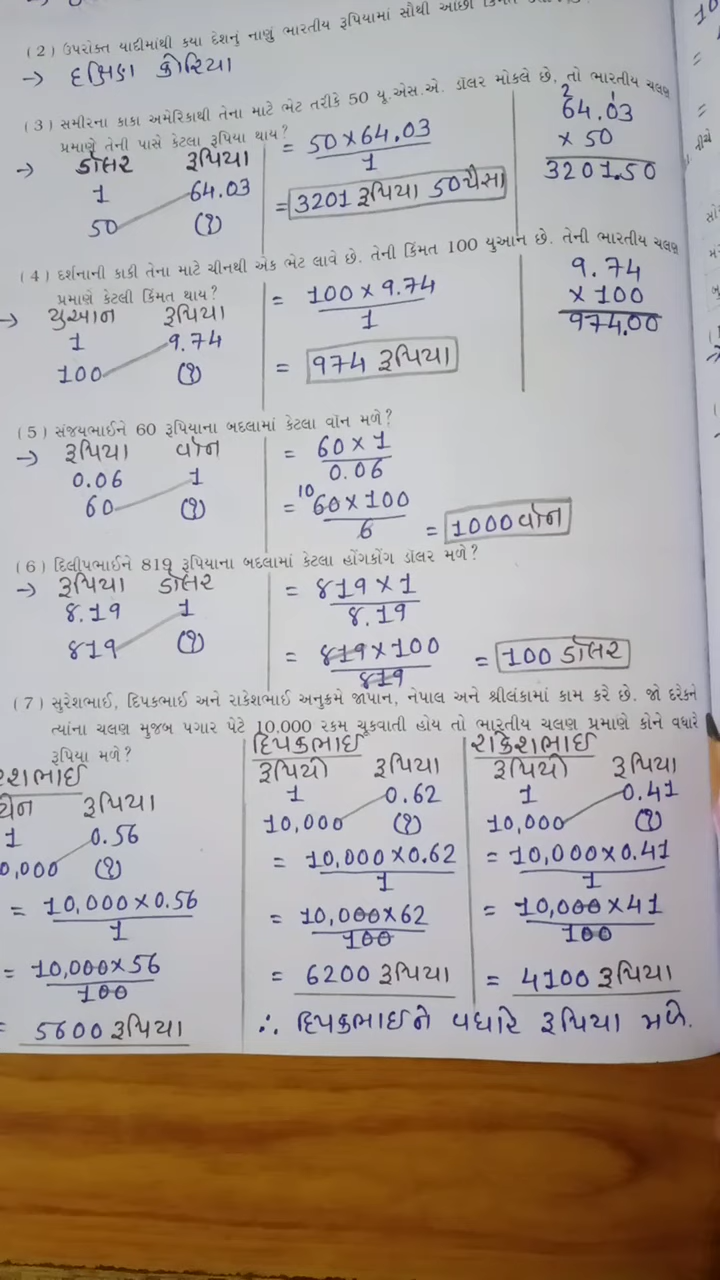 (2) ઉપરોક્ત યાદીમાંથી કયા દેશનું નાણું ભારતીય રૂપિયામાં સૌથી ઓછી
→ દક્ષિણ કોરિયા
(3) સમીરના કાકા અમેરિકાથી તેના માટે ભેટ તરીકે 50 યૂ.એસ.એ. ડૉલર મોકલે છે, તો ભારતીય ચલણ
પ્રમાણે તેની પાસે કેટલા રૂપિયા થાય?
→ ડૉલર રૂપિયા
1 64.03
50 (?)
= 50 × 64.03
1
= 3201 રૂપિયા 50 પૈસા
2 1
64.03
× 50
3201.50
(4) દર્શનાની કાકી તેના માટે ચીનથી એક ભેટ લાવે છે. તેની કિંમત 100 યુઆન છે. તેની ભારતીય ચલણ
પ્રમાણે કેટલી કિંમત થાય?
→ યુઆન રૂપિયા
1 9.74
100 (?)
= 100 × 9.74
1
= 974 રૂપિયા
9.74
× 100
974.00
(5) સંજયભાઈને 60 રૂપિયાના બદલામાં કેટલા વૉન મળે?
→ રૂપિયા વૉન
0.06 1
60 (?)
= 60 × 1
0.06
= 10 60 × 100
6
= 1000 વૉન
(6) દિલીપભાઈને 819 રૂપિયાના બદલામાં કેટલા હોંગકોંગ ડૉલર મળે?
→ રૂપિયા ડૉલર
8.19 1
819 (?)
= 819 × 1
8.19
= 819 × 100
819
= 100 ડૉલર
(7) સુરેશભાઈ, દિપકભાઈ અને રાકેશભાઈ અનુક્રમે જાપાન, નેપાલ અને શ્રીલંકામાં કામ કરે છે. જો દરેકને
ત્યાંના ચલણ મુજબ પગાર પેટે 10,000 રકમ ચૂકવાતી હોય તો ભારતીય ચલણ પ્રમાણે કોને વધારે
રૂપિયા મળે?
રેશભાઈ
યેન રૂપિયા
1 0.56
0,000 (?)
= 10,000 × 0.56
1
= 10,000 × 56
100
= 5600 રૂપિયા
દિપકભાઈ
રૂપિયો રૂપિયા
1 0.62
10,000 (?)
= 10,000 × 0.62
1
= 10,000 × 62
100
= 6200 રૂપિયા
રાકેશભાઈ
રૂપિયો રૂપિયા
1 0.41
10,000 (?)
= 10,000 × 0.41
1
= 10,000 × 41
100
= 4100 રૂપિયા
∴ દિપકભાઈને વધારે રૂપિયા મળે.